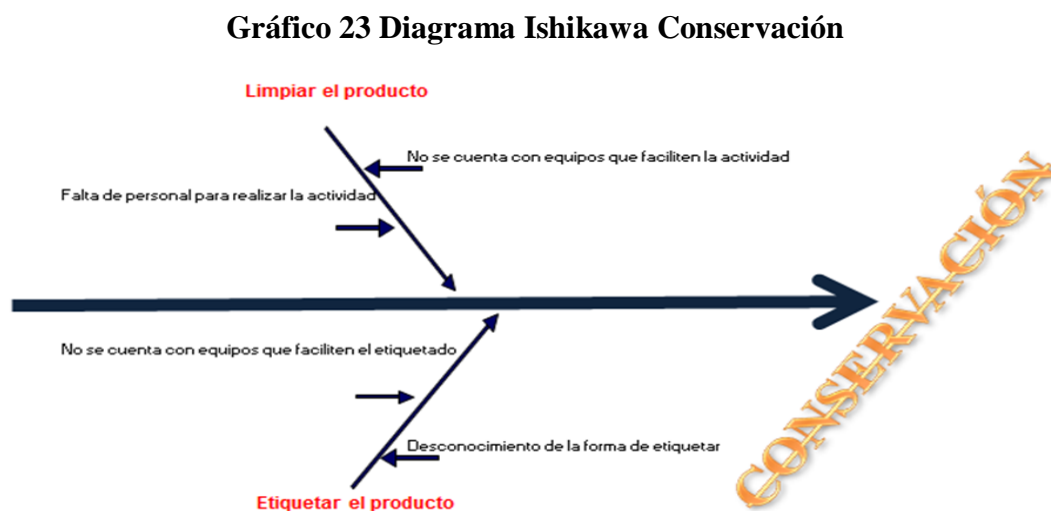 Gráfico 23 Diagrama Ishikawa Conservación
Limpiar el producto
No se cuenta con equipos que faciliten la actividad
Falta de personal para realizar la actividad
CONSERVACIÓN
No se cuenta con equipos que faciliten el etiquetado
Desconocimiento de la forma de etiquetar
Etiquetar el producto